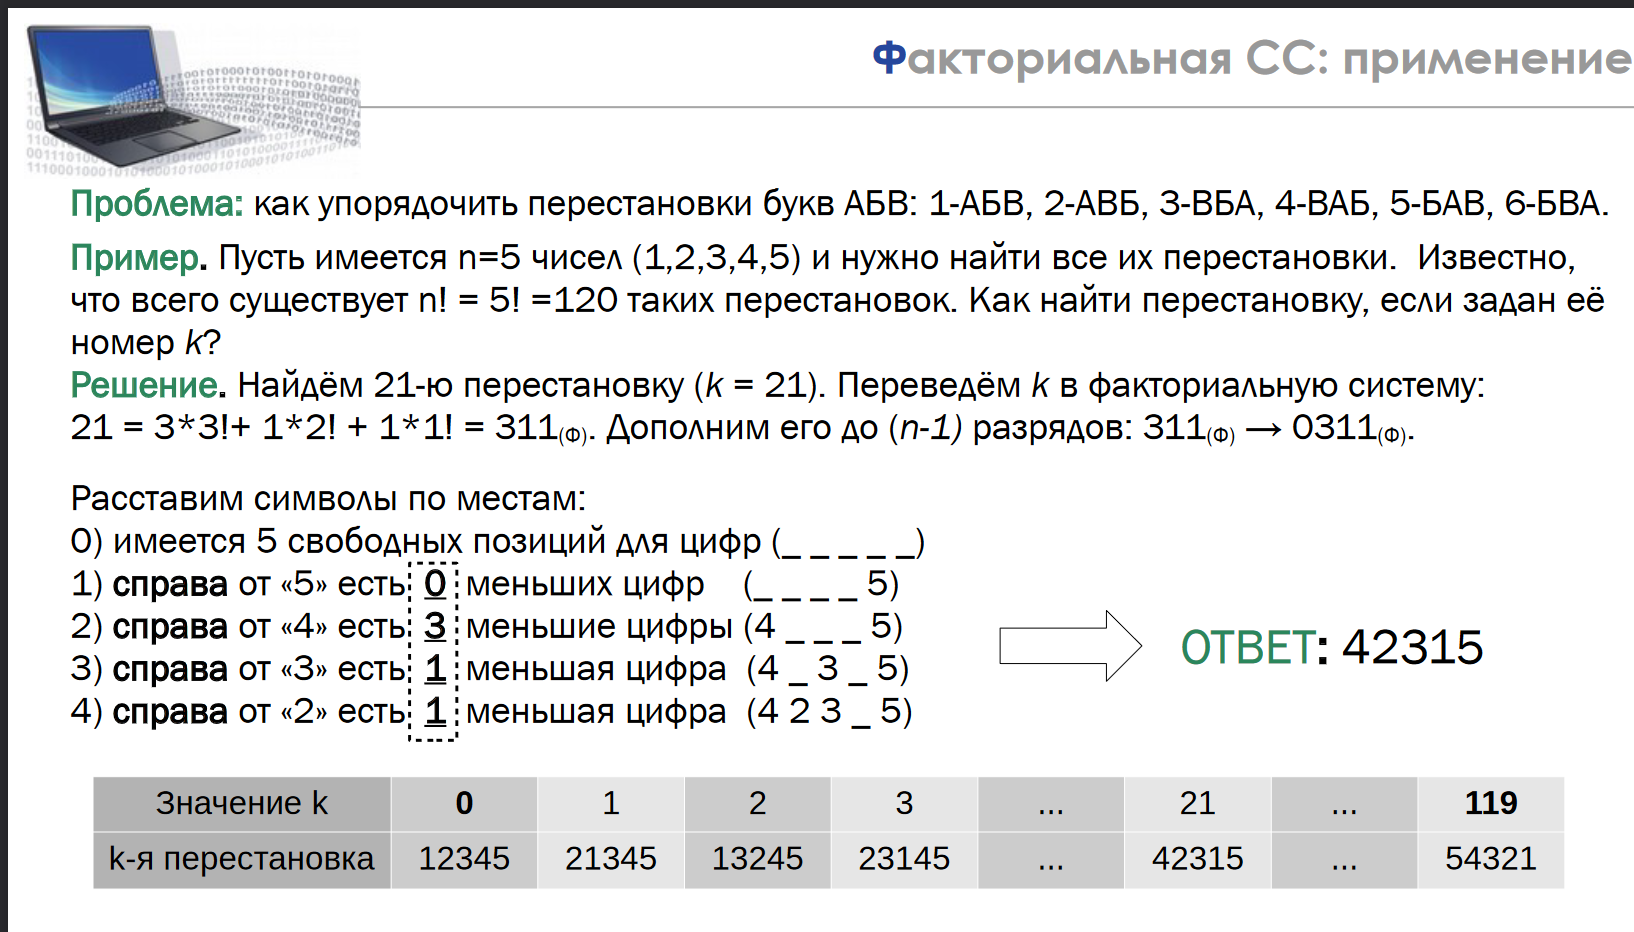 Факториальная СС: применение
Проблема: как упорядочить перестановки букв АБВ: 1-АБВ, 2-АВБ, 3-ВБА, 4-ВАБ, 5-БАВ, 6-БВА.
Пример. Пусть имеется n=5 чисел (1,2,3,4,5) и нужно найти все их перестановки. Известно,
что всего существует n! = 5! =120 таких перестановок. Как найти перестановку, если задан её
номер k?
Решение. Найдём 21-ю перестановку (k = 21). Переведём k в факториальную систему:
21 = 3*3!+ 1*2! + 1*1! = 311(Ф). Дополним его до (n-1) разрядов: 311(Ф) → 0311(Ф).
Расставим символы по местам:
0) имеется 5 свободных позиций для цифр (_ _ _ _ _)
1) справа от «5» есть 0 меньших цифр (_ _ _ _ 5)
2) справа от «4» есть 3 меньшие цифры (4 _ _ _ 5)
3) справа от «3» есть 1 меньшая цифра (4 _ 3 _ 5)
4) справа от «2» есть 1 меньшая цифра (4 2 3 _ 5)
ОТВЕТ: 42315
Значение k 0 1 2 3 ... 21 ... 119
k-я перестановка 12345 21345 13245 23145 ... 42315 ... 54321